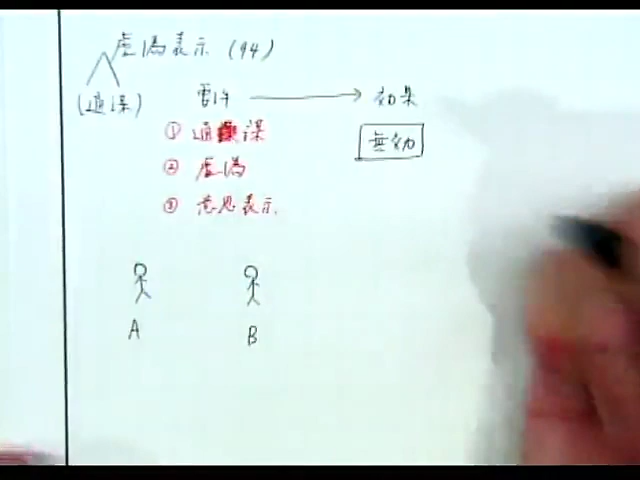 虚偽表示 (94)
(通謀)
要件 → 効果
① 通謀
② 虚偽
③ 意思表示
無効
A B